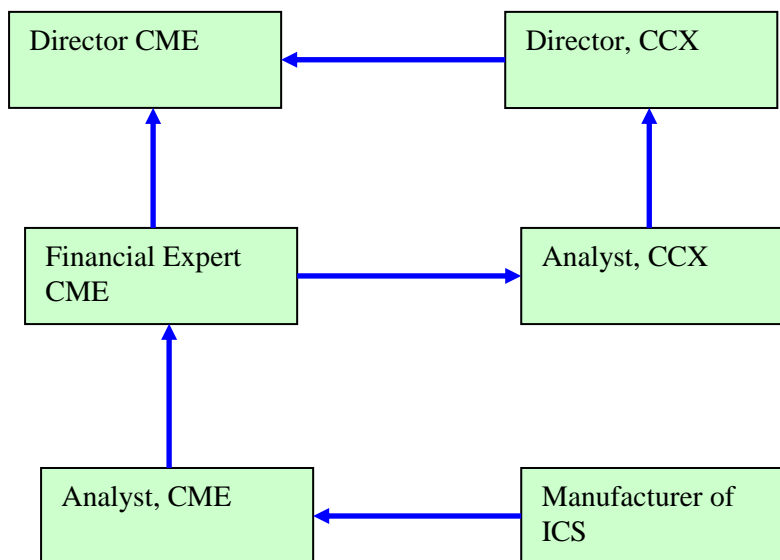 Director CME
Director, CCX
Financial Expert
CME
Analyst, CCX
Analyst, CME
Manufacturer of
ICS